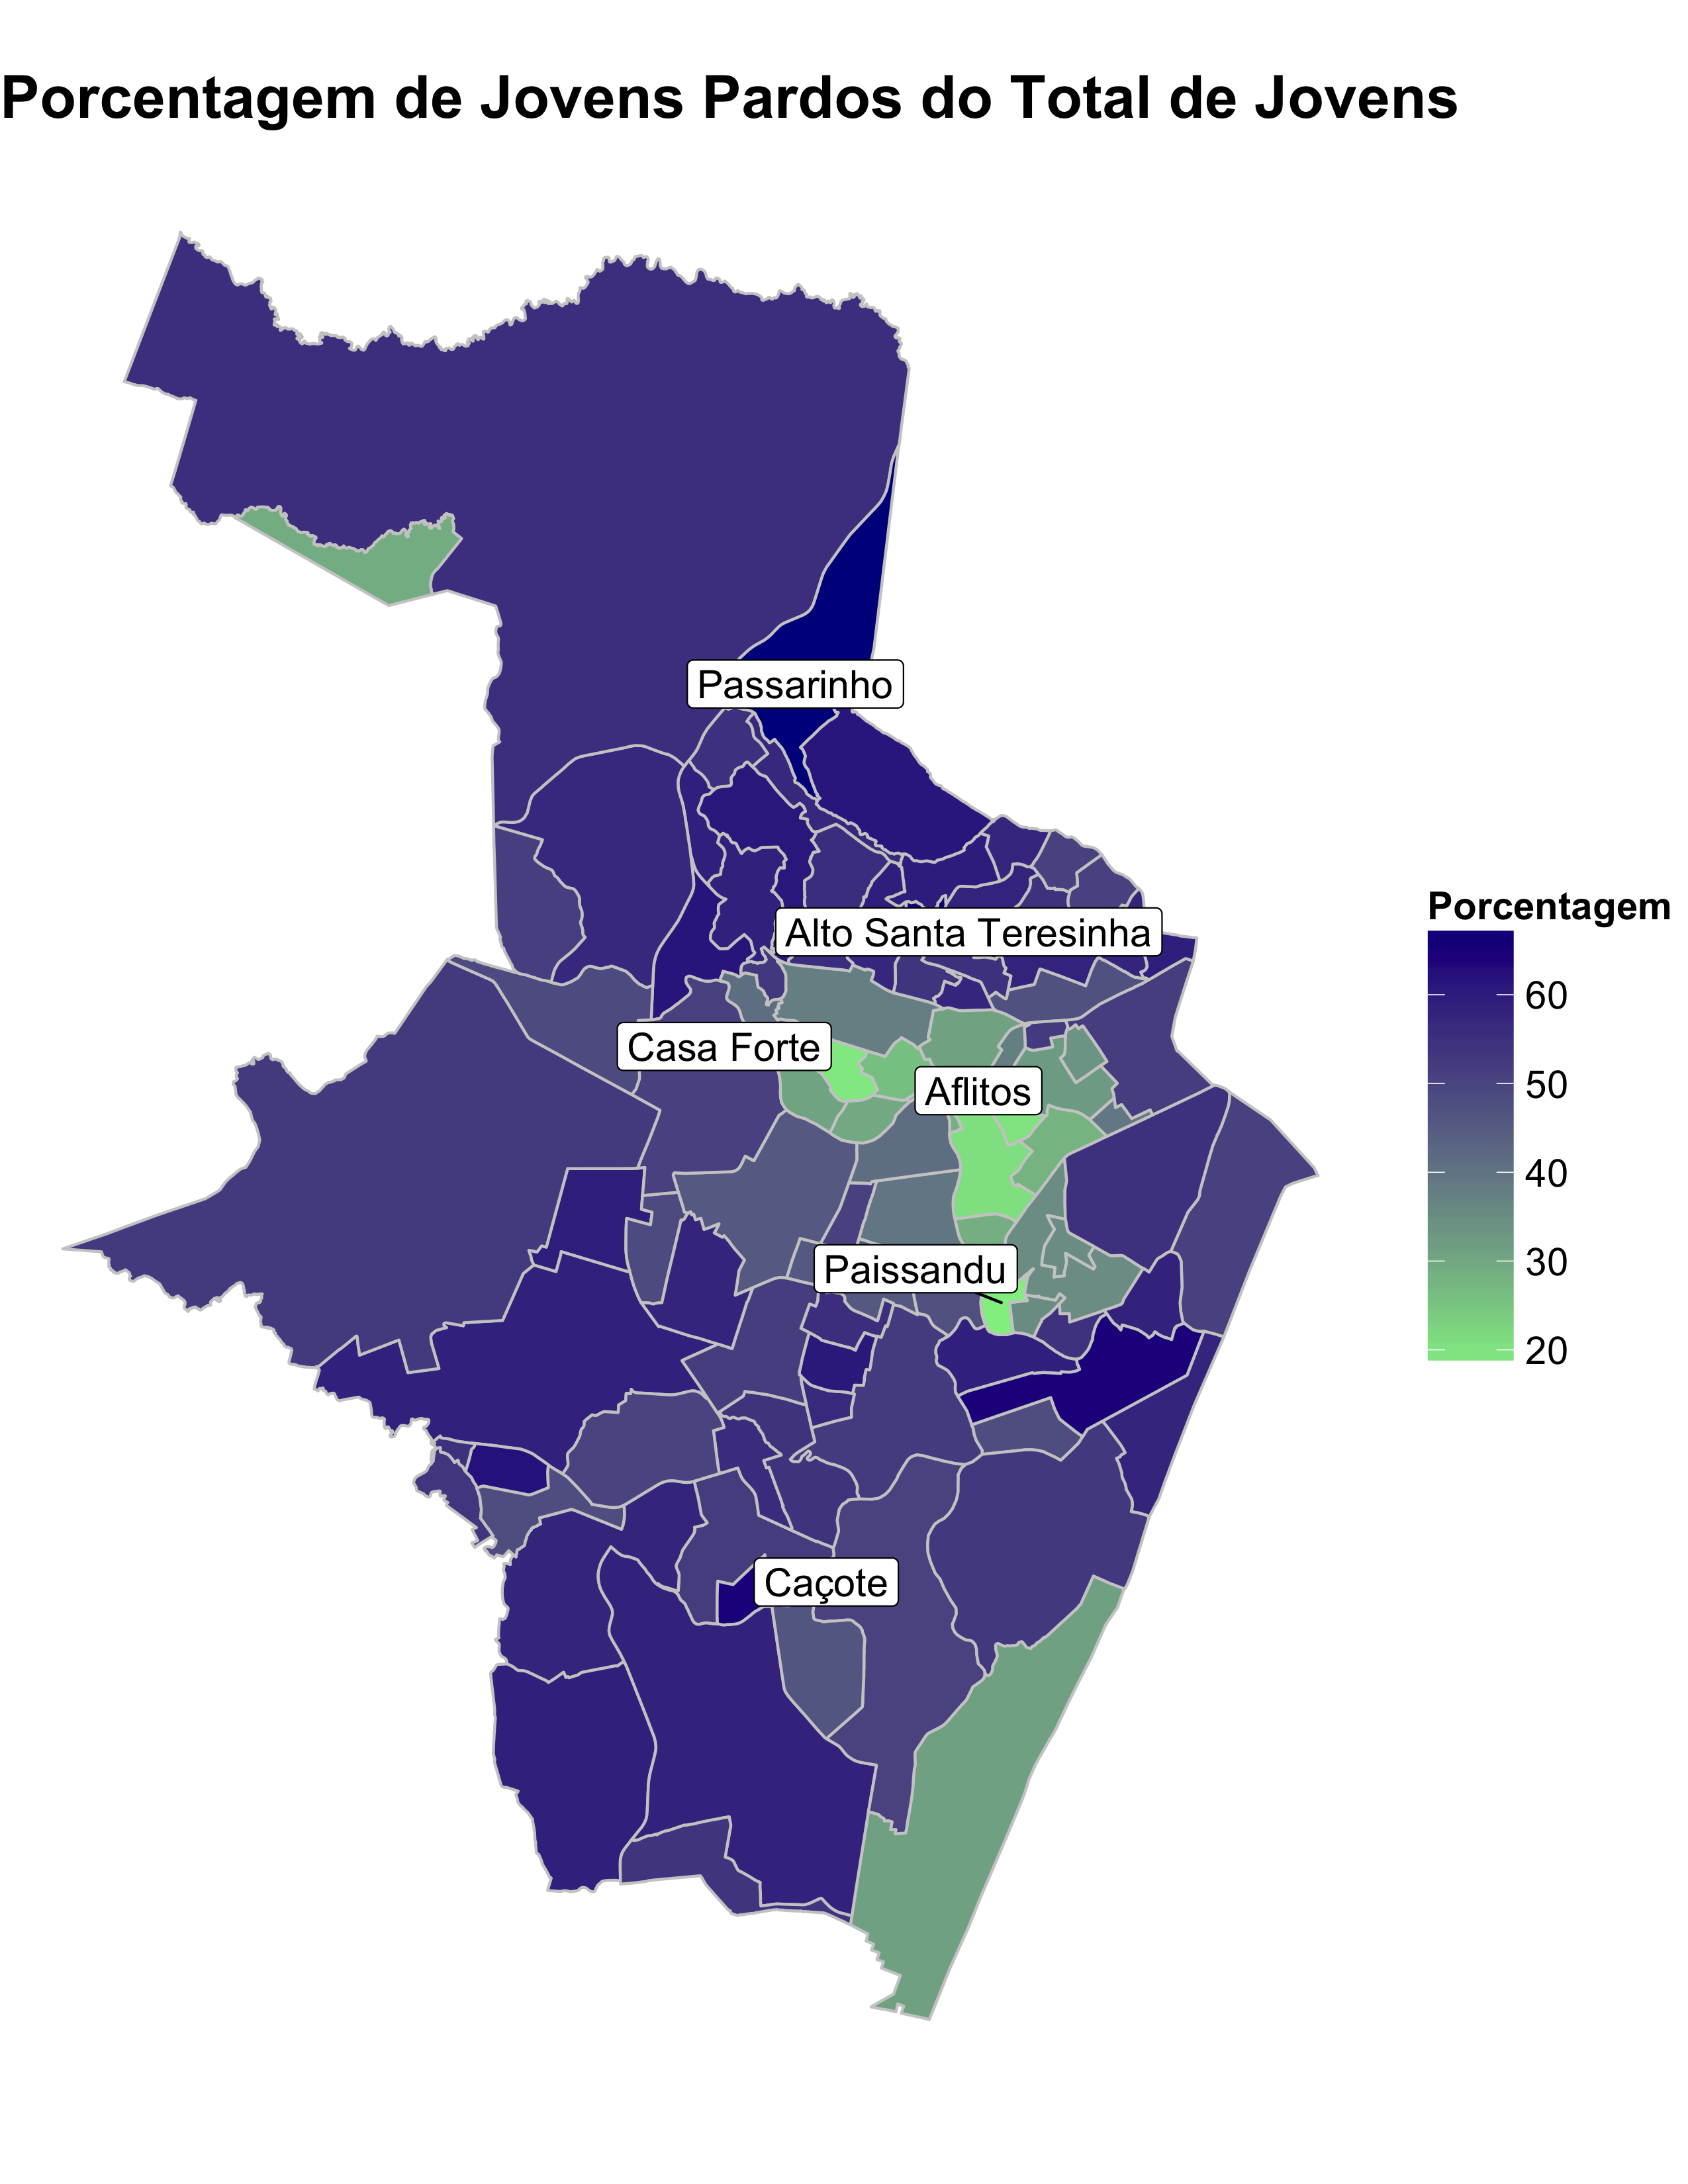 Porcentagem de Jovens Pardos do Total de Jovens
Passarinho
Porcentagem
Alto Santa Teresinha
60
Casa Forte
50
Aflitos
40
Paissandu
30
20
Caçote